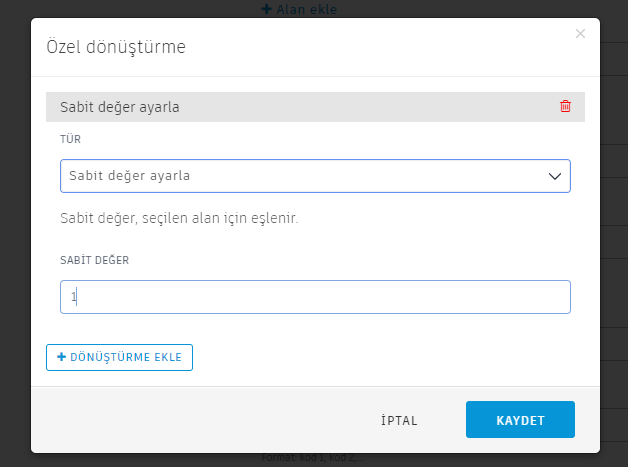 + Alan ekle
Özel dönüştürme
×
Sabit değer ayarla
TÜR
Sabit değer ayarla
Sabit değer, seçilen alan için eşlenir.
SABİT DEĞER
1
+ DÖNÜŞTÜRME EKLE
İPTAL
KAYDET
Format: kod 1, kod 2,...